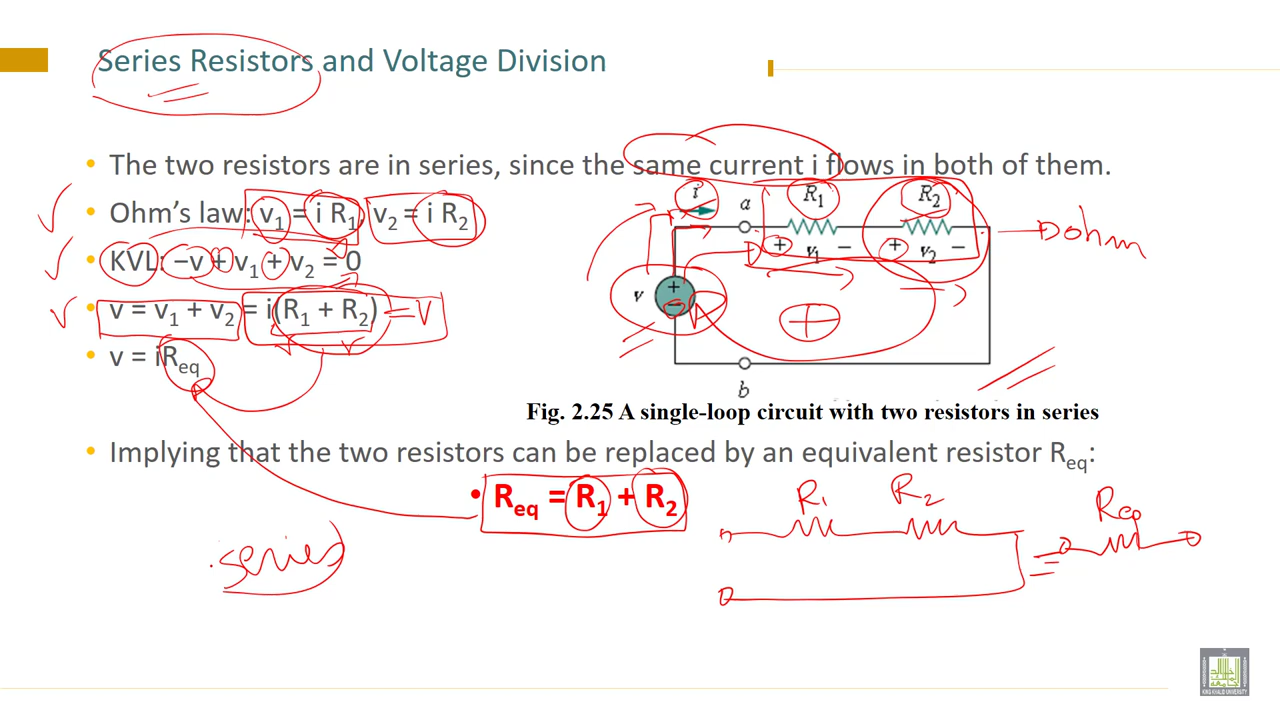 Series Resistors and Voltage Division
• The two resistors are in series, since the same current i flows in both of them.
• Ohm's law: v1 = i R1, v2 = i R2
• KVL: −v + v1 + v2 = 0
• v = v1 + v2 = i(R1 + R2) = V
• v = iReq
i
a
R1
R2
+ v1 −
+ v2 −
v
+
−
b
ohm
Fig. 2.25 A single-loop circuit with two resistors in series
• Implying that the two resistors can be replaced by an equivalent resistor Req:
• Req = R1 + R2
series
R1
R2
Req
KING KHALID UNIVERSITY